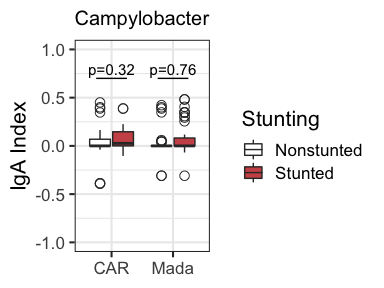 Campylobacter
1.0
0.5
0.0
-0.5
-1.0
IgA Index
p=0.32 p=0.76
CAR Mada
Stunting
Nonstunted
Stunted